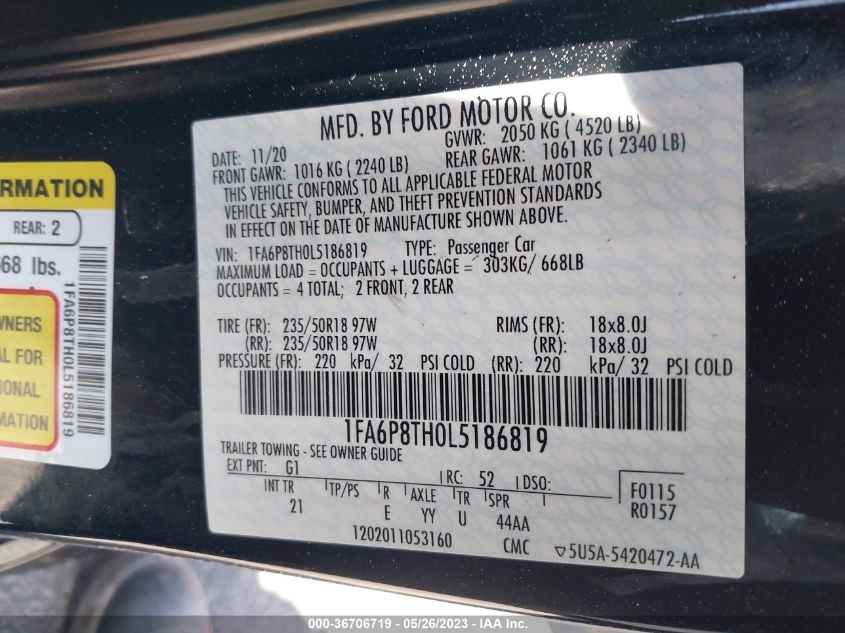 MFD. BY FORD MOTOR CO.
DATE: 11/20 GVWR: 2050 KG ( 4520 LB)
FRONT GAWR: 1016 KG ( 2240 LB) REAR GAWR: 1061 KG ( 2340 LB)
THIS VEHICLE CONFORMS TO ALL APPLICABLE FEDERAL MOTOR
VEHICLE SAFETY, BUMPER, AND THEFT PREVENTION STANDARDS
IN EFFECT ON THE DATE OF MANUFACTURE SHOWN ABOVE.
VIN: 1FA6P8TH0L5186819 TYPE: Passenger Car
MAXIMUM LOAD = OCCUPANTS + LUGGAGE = 303KG/ 668LB
OCCUPANTS = 4 TOTAL; 2 FRONT, 2 REAR
TIRE (FR): 235/50R18 97W RIMS (FR): 18x8.0J
(RR): 235/50R18 97W (RR): 18x8.0J
PRESSURE (FR): 220 kPa/ 32 PSI COLD (RR): 220 kPa/ 32 PSI COLD
1FA6P8TH0L5186819
TRAILER TOWING - SEE OWNER GUIDE
EXT PNT: G1 RC: 52 DSO:
INT TR TP/PS R AXLE TR SPR
21 E YY U 44AA
F0115
R0157
1202011053160 CMC ▽5U5A-5420472-AA
RMATION
REAR: 2
668 lbs.
WNERS
AL FOR
IONAL
MATION
1FA6P8TH0L5186819
000-36706719 - 05/26/2023 - IAA Inc.